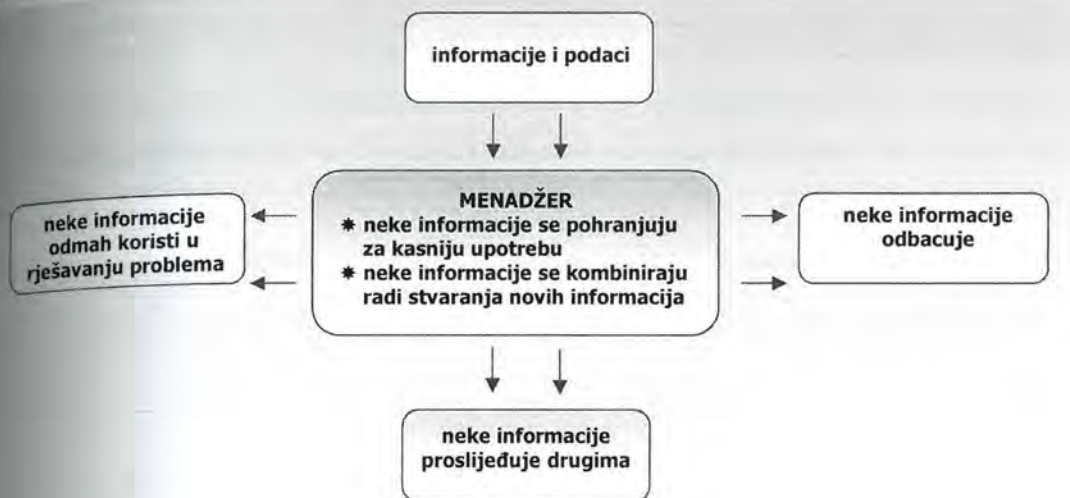 informacije i podaci
MENADŽER
✷ neke informacije se pohranjuju
za kasniju upotrebu
✷ neke informacije se kombiniraju
radi stvaranja novih informacija
neke informacije
odmah koristi u
rješavanju problema
neke informacije
odbacuje
neke informacije
proslijeđuje drugima